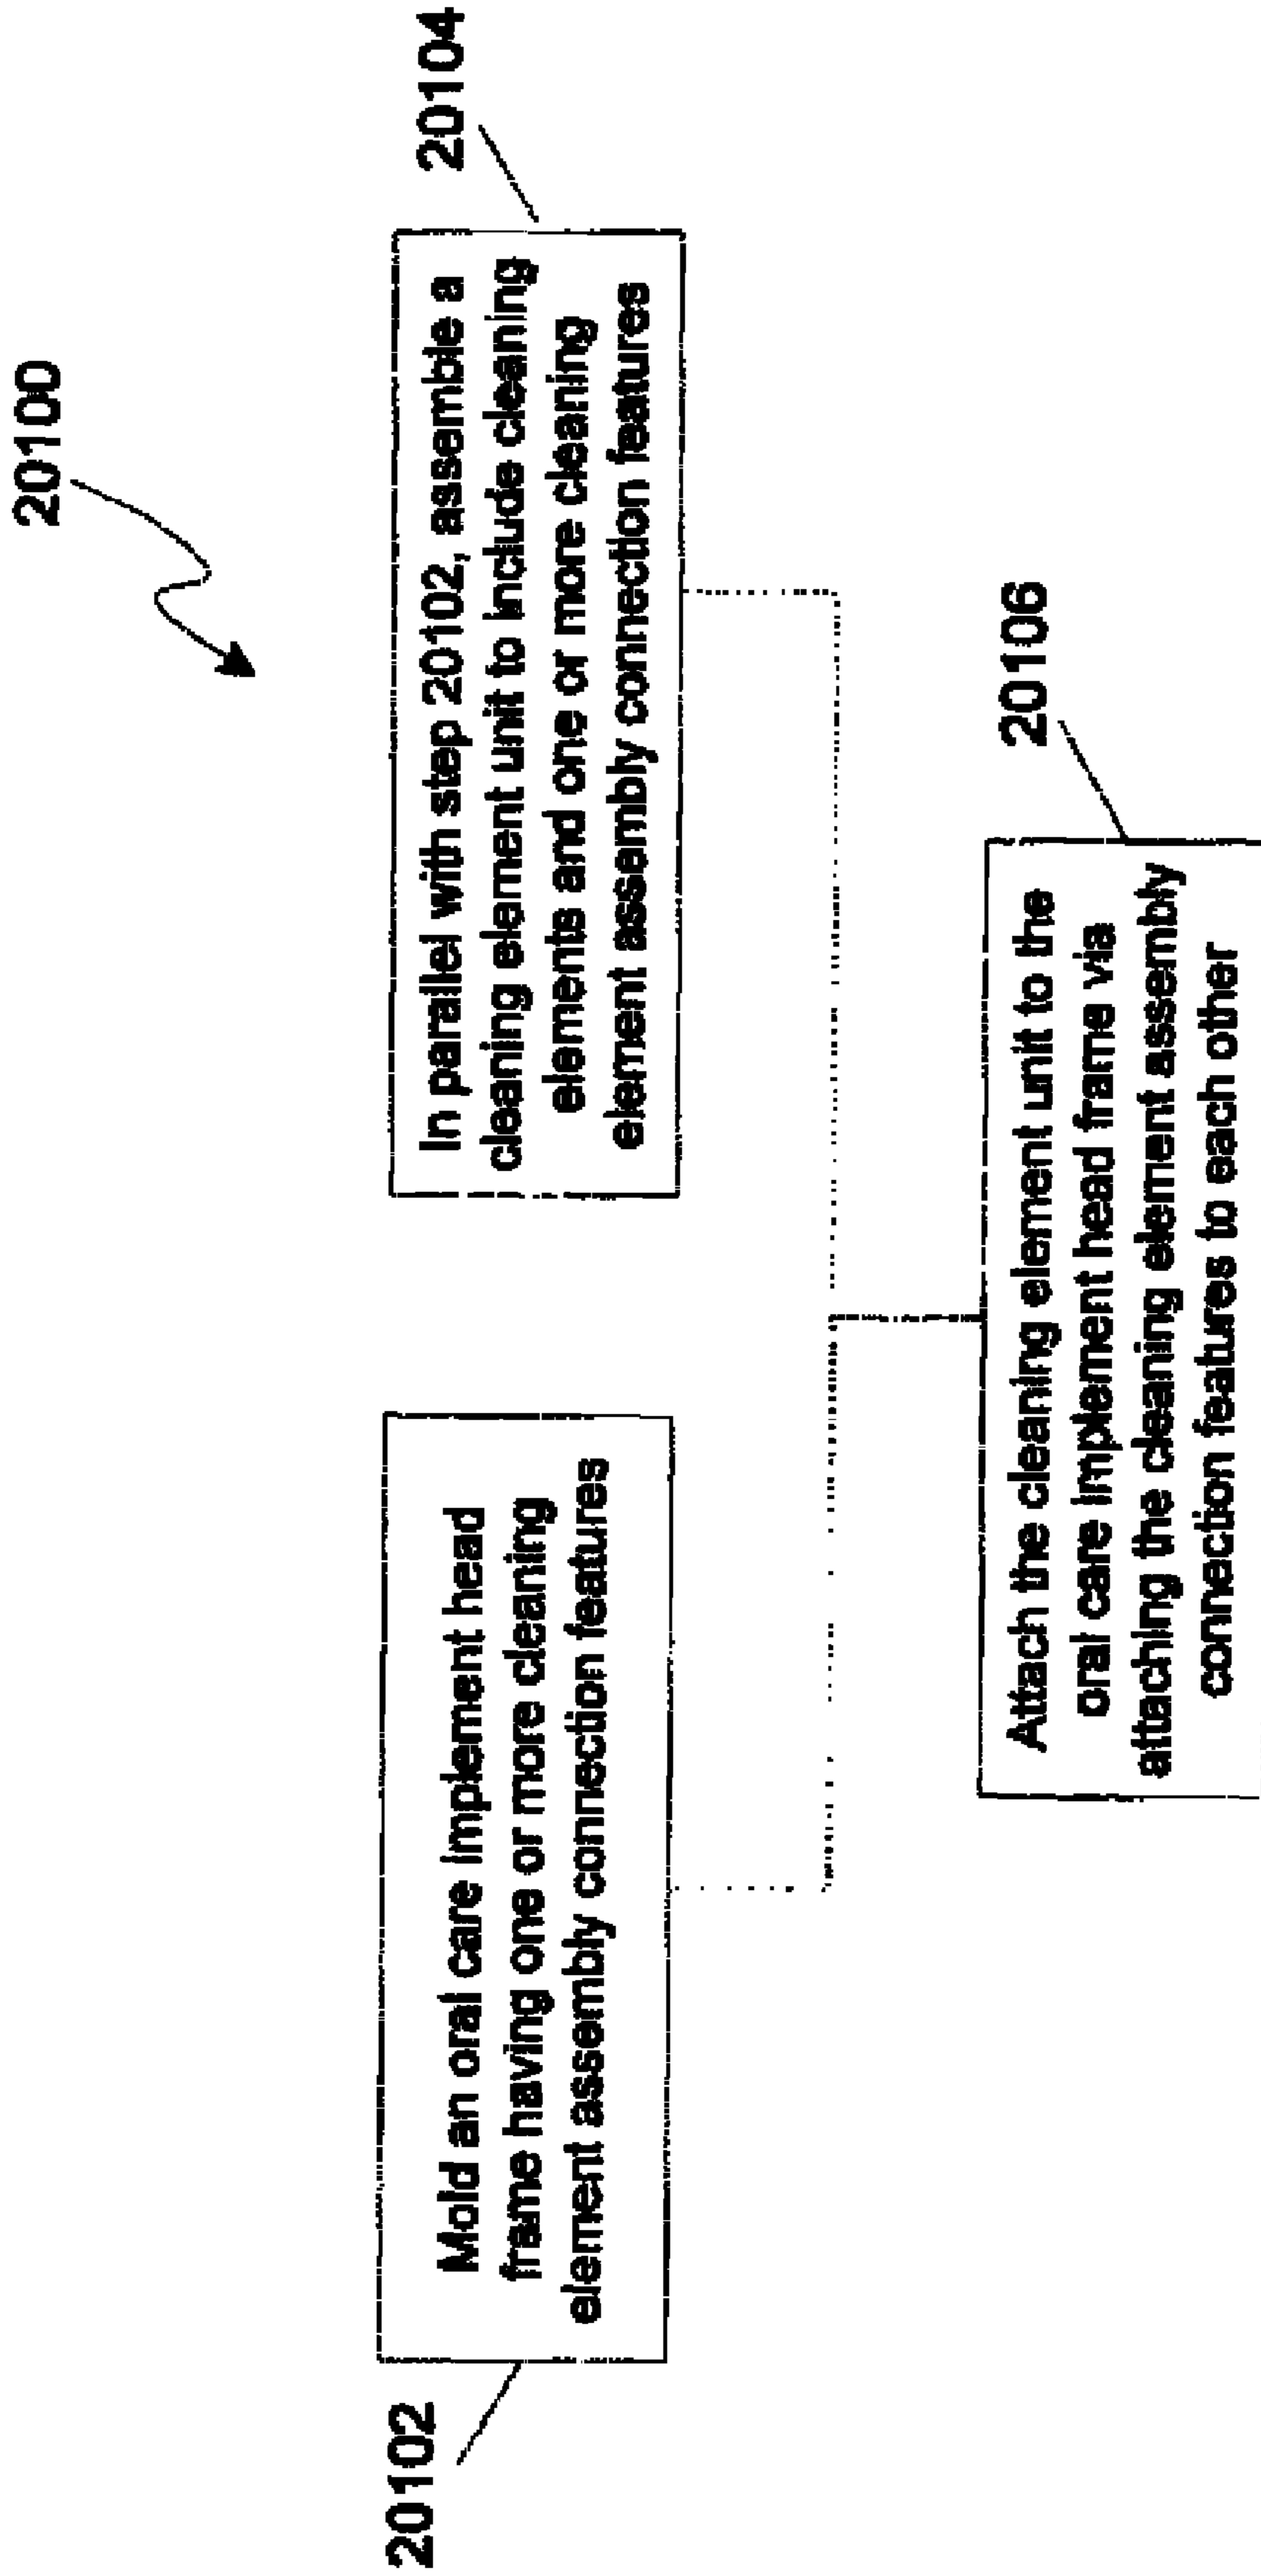 20100
20102
Mold an oral care implement head
frame having one or more cleaning
element assembly connection features
20104
In parallel with step 20102, assemble a
cleaning element unit to include cleaning
elements and one or more cleaning
element assembly connection features
20106
Attach the cleaning element unit to the
oral care implement head frame via
attaching the cleaning element assembly
connection features to each other